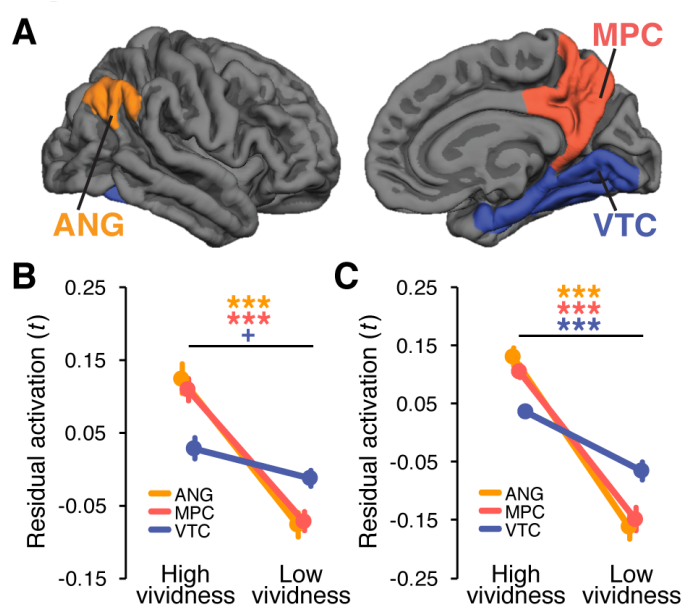 A
MPC
ANG
VTC
B
0.25
0.15
0.05
-0.05
-0.15
Residual activation (t)
***
***
+
ANG
MPC
VTC
High vividness
Low vividness
C
0.25
0.15
0.05
-0.05
-0.15
-0.25
Residual activation (t)
***
***
***
ANG
MPC
VTC
High vividness
Low vividness